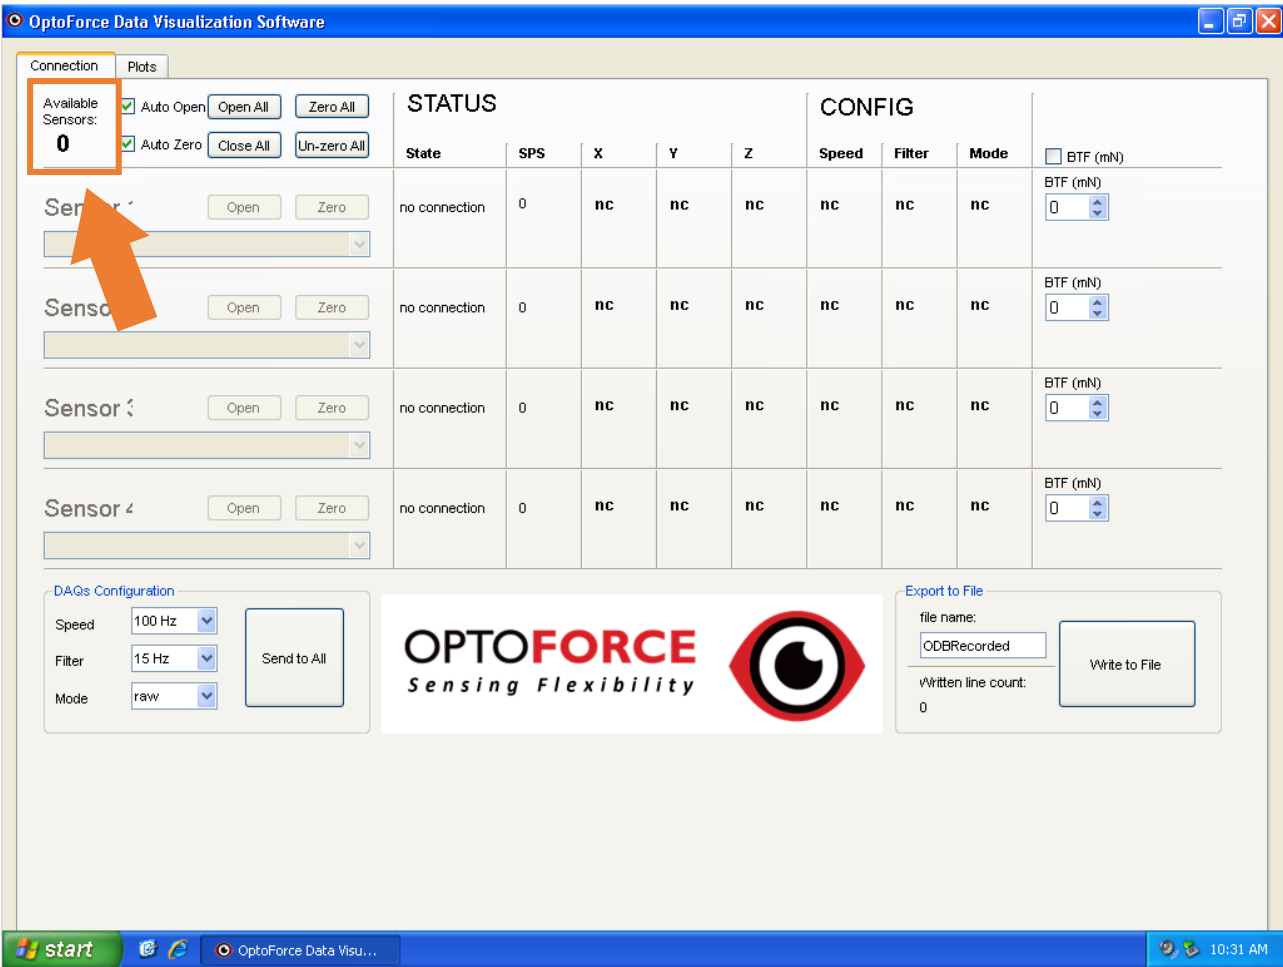 OptoForce Data Visualization Software
Connection Plots
Available Sensors: 0
Auto Open Open All Zero All
Auto Zero Close All Un-zero All
STATUS CONFIG
State SPS X Y Z Speed Filter Mode BTF (mN)
BTF (mN)
Open Zero no connection 0 nc nc nc nc nc nc 0
BTF (mN)
Open Zero no connection 0 nc nc nc nc nc nc 0
BTF (mN)
Sensor 3 Open Zero no connection 0 nc nc nc nc nc nc 0
BTF (mN)
Sensor 4 Open Zero no connection 0 nc nc nc nc nc nc 0
DAQs Configuration
Speed 100 Hz
Filter 15 Hz
Mode raw
Send to All
OPTOFORCE
Sensing Flexibility
Export to File
file name:
ODBRecorded
Written line count:
0
Write to File
start OptoForce Data Visu... 10:31 AM